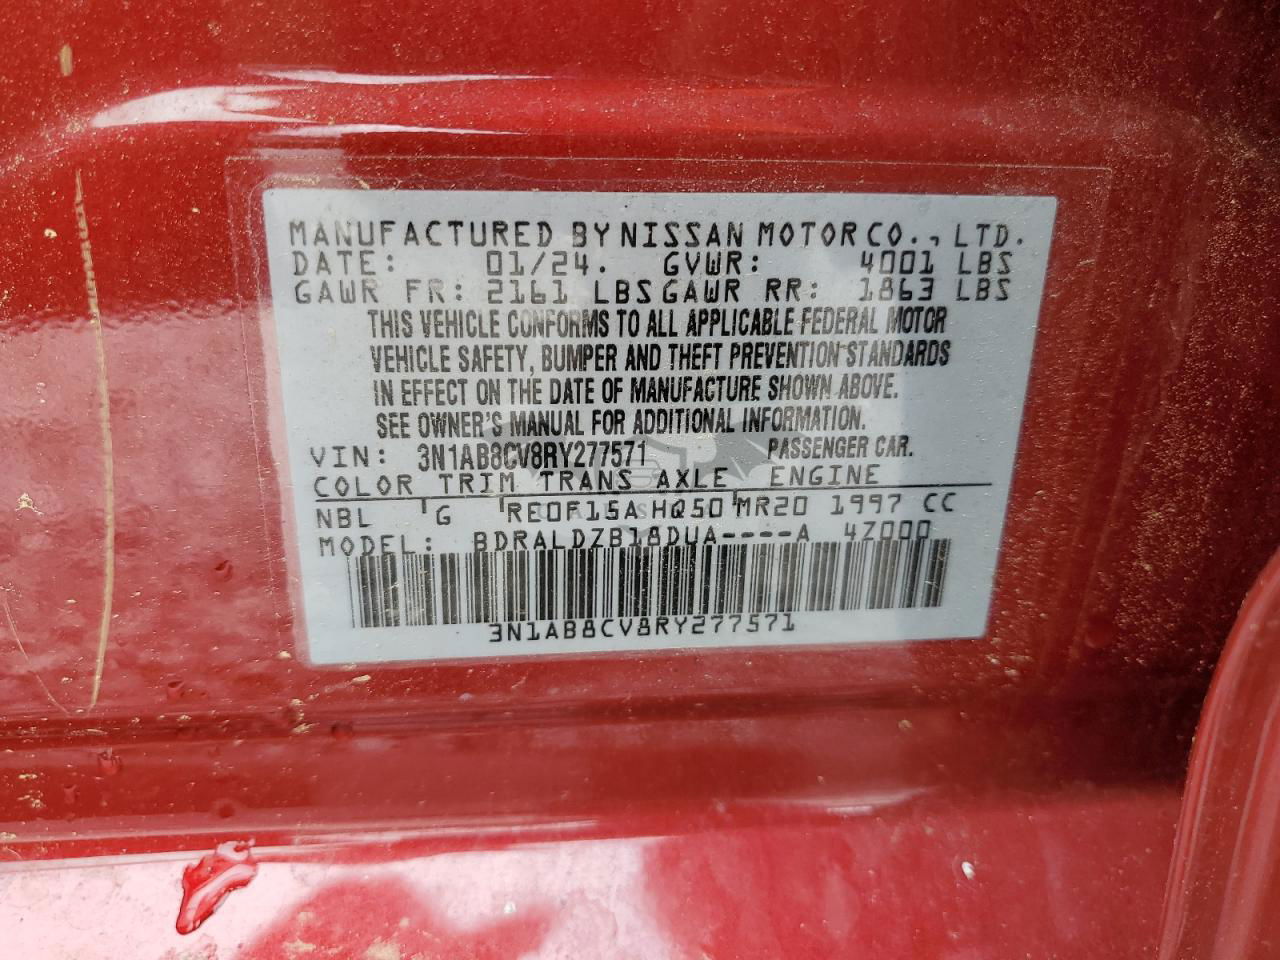 MANUFACTURED BY NISSAN MOTOR CO., LTD.
DATE: 01/24. GVWR: 4001 LBS
GAWR FR: 2161 LBS GAWR RR: 1863 LBS
THIS VEHICLE CONFORMS TO ALL APPLICABLE FEDERAL MOTOR
VEHICLE SAFETY, BUMPER AND THEFT PREVENTION STANDARDS
IN EFFECT ON THE DATE OF MANUFACTURE SHOWN ABOVE.
SEE OWNER'S MANUAL FOR ADDITIONAL INFORMATION.
VIN: 3N1AB8CV8RY277571 PASSENGER CAR.
COLOR TRIM TRANS AXLE ENGINE
NBL G RE0F15A HQ50 MR20 1997 CC
MODEL: BDRALDZB18DUA----A 4Z000
3N1AB8CV8RY277571